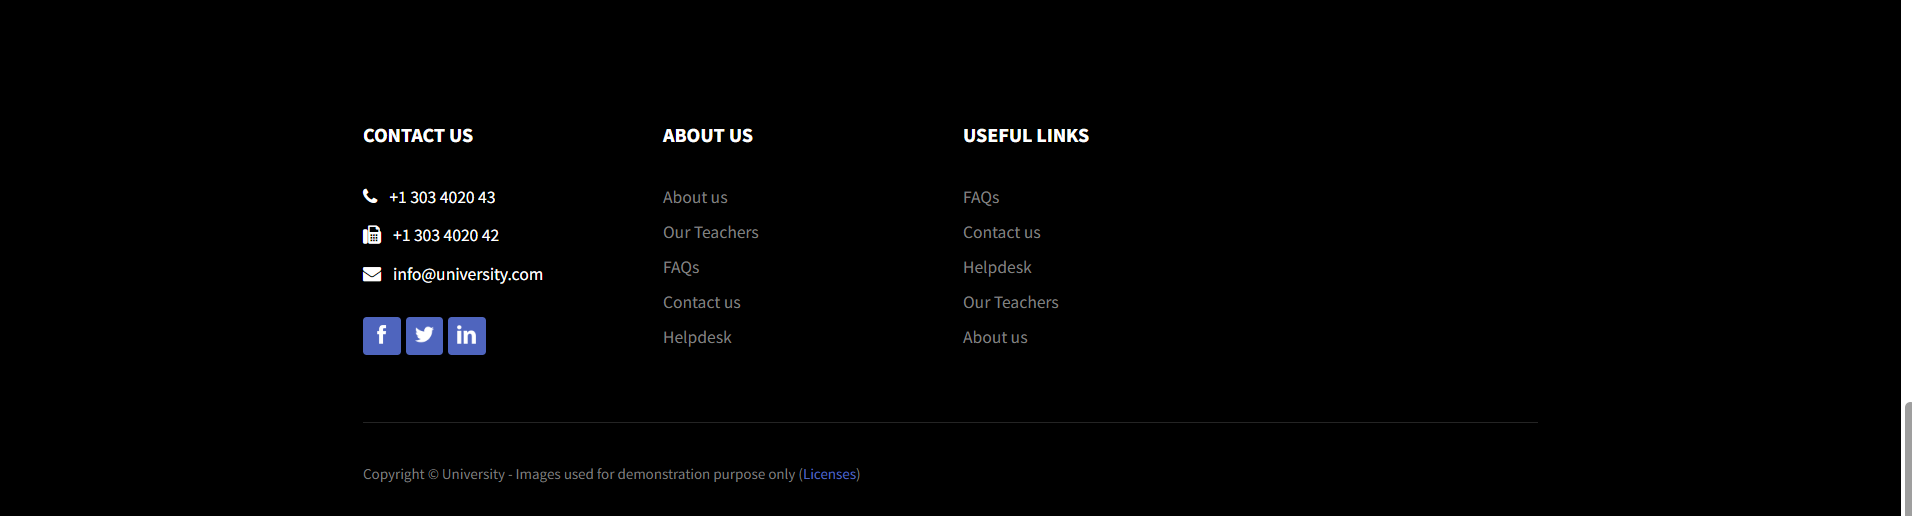 CONTACT US
+1 303 4020 43
+1 303 4020 42
info@university.com
ABOUT US
About us
Our Teachers
FAQs
Contact us
Helpdesk
USEFUL LINKS
FAQs
Contact us
Helpdesk
Our Teachers
About us
Copyright © University - Images used for demonstration purpose only (Licenses)